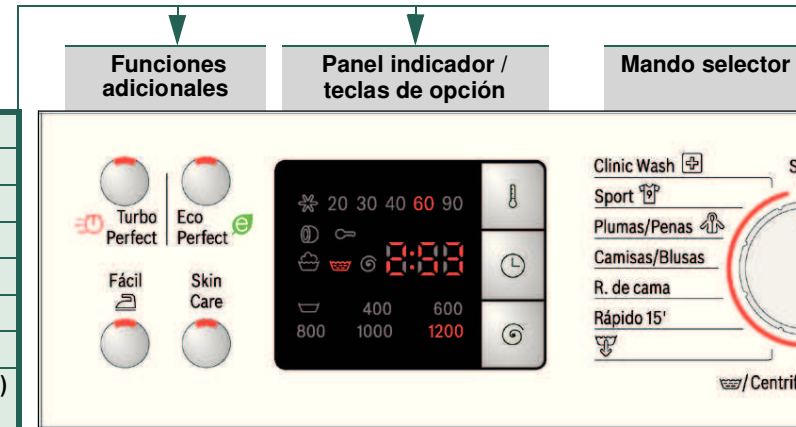 Funciones
adicionales
Panel indicador /
teclas de opción
Mando selector
)
Turbo
Perfect
Eco
Perfect
e
Fácil
Skin
Care
20 30 40 60 90
400 600
800 1000 1200
Clinic Wash
Sport
Plumas/Penas
Camisas/Blusas
R. de cama
Rápido 15'
S
/Centrif